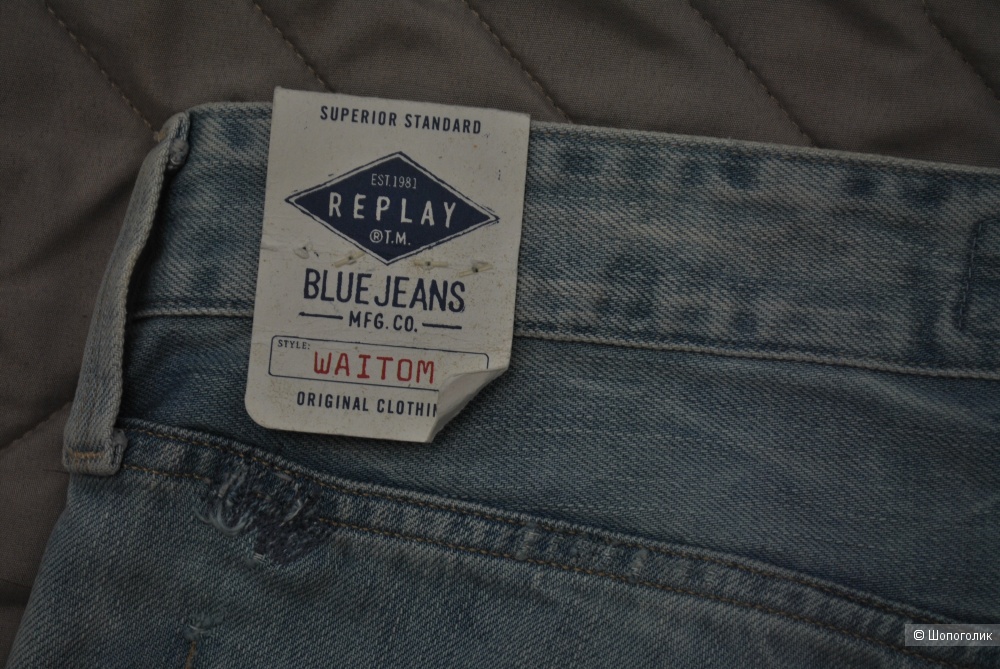 SUPERIOR STANDARD
EST.1981
REPLAY
®T.M.
BLUE JEANS
MFG. CO.
STYLE:
WAITOM
ORIGINAL CLOTHI
© Шопоголик